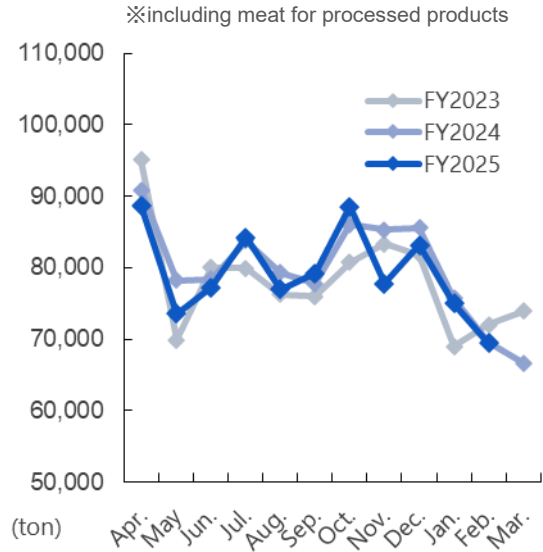 ※including meat for processed products
110,000
100,000
90,000
80,000
70,000
60,000
50,000
(ton)
FY2023
FY2024
FY2025
Apr.
May
Jun.
Jul.
Aug.
Sep.
Oct.
Nov.
Dec.
Jan.
Feb.
Mar.